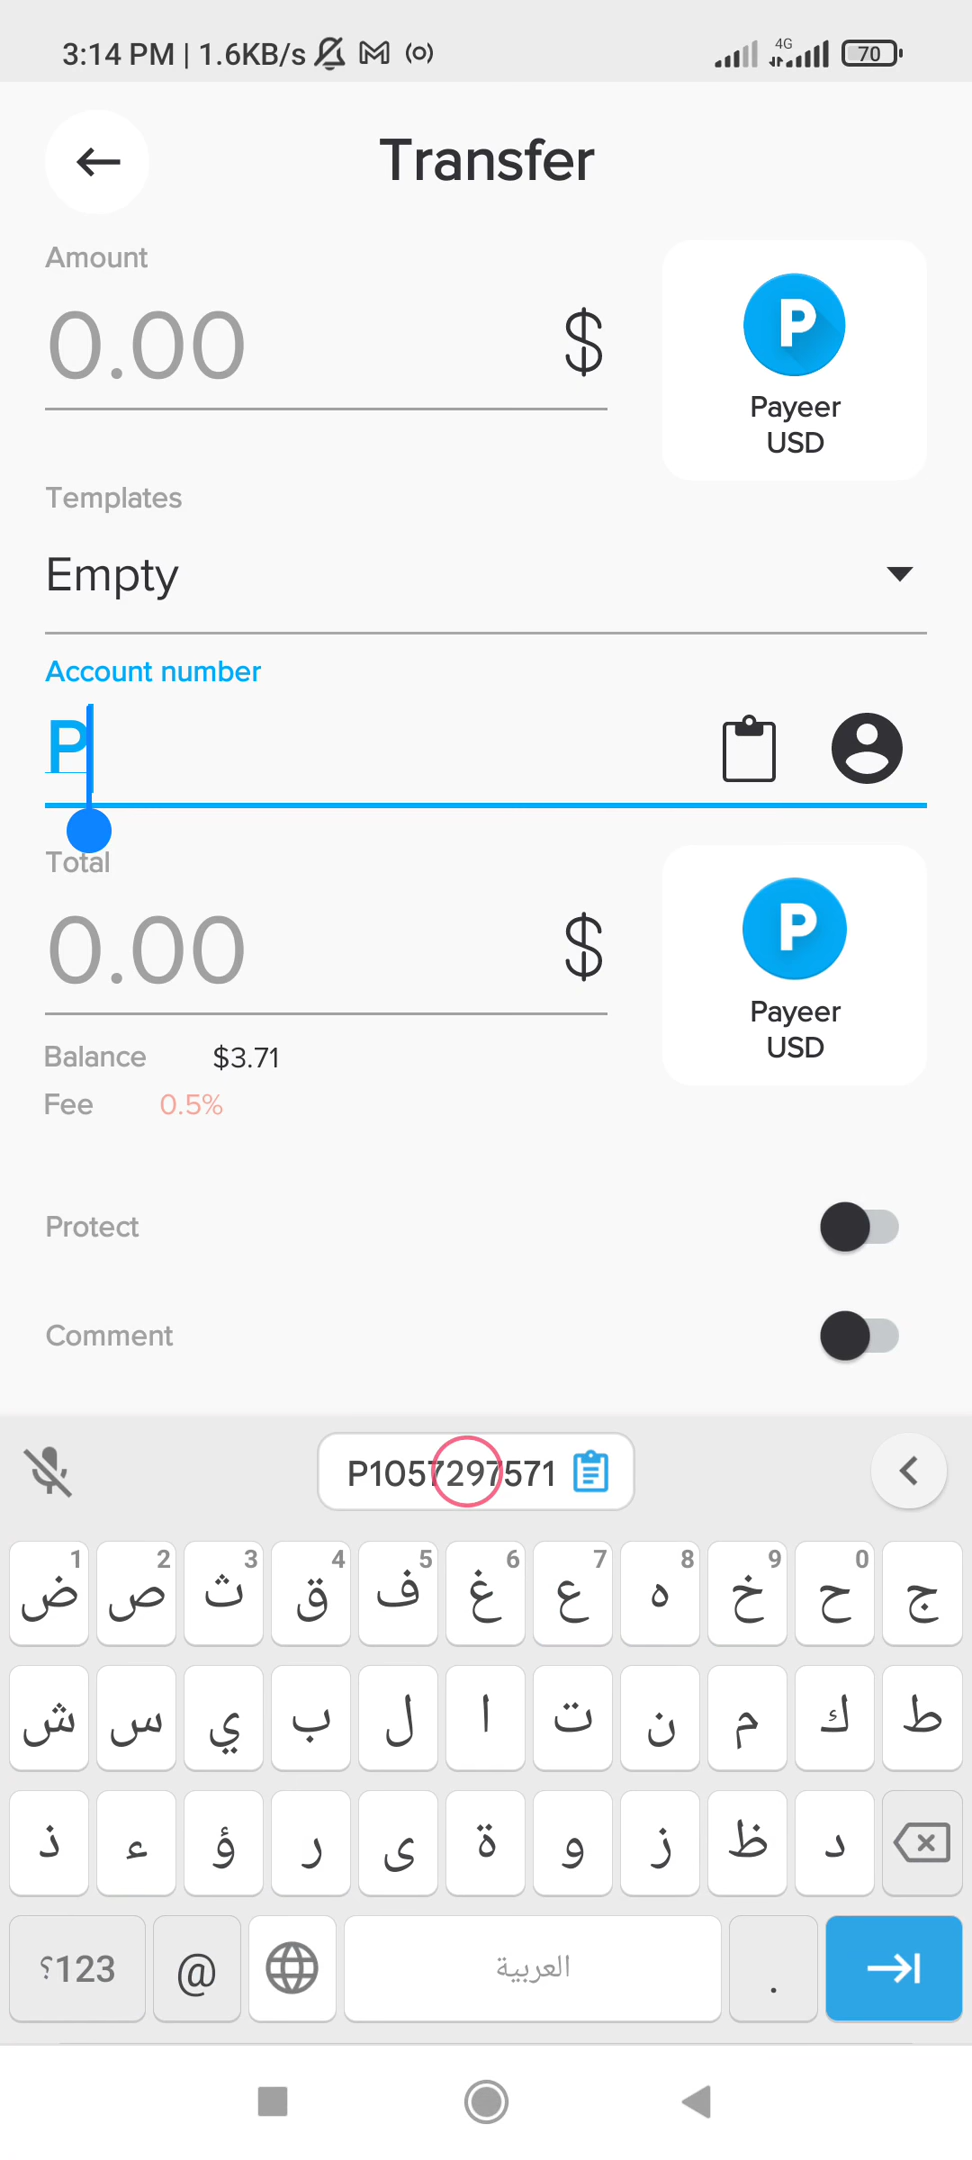 3:14 PM | 1.6KB/s
4G
70
Transfer
Amount
0.00 $
P
Payeer
USD
Templates
Empty
Account number
P
Total
0.00 $
P
Payeer
USD
Balance $3.71
Fee 0.5%
Protect
Comment
P1057297571
1 2 3 4 5 6 7 8 9 0
ض ص ث ق ف غ ع ه خ ح ج
ش س ي ب ل ا ت ن م ك ط
ذ ء ؤ ر ى ة و ز ظ د
؟123 @ العربية .